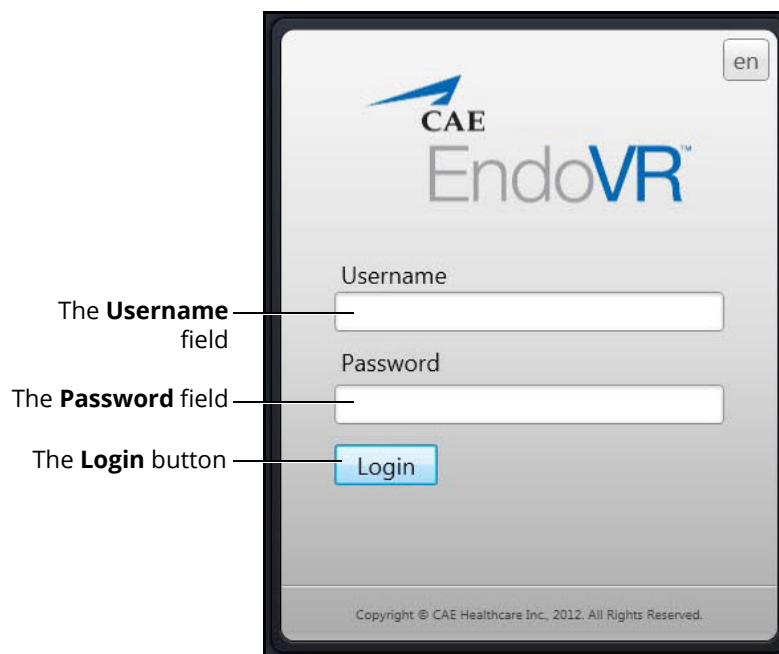 en
CAE
EndoVR™
Username
The Username
field
Password
The Password field
The Login button
Login
Copyright © CAE Healthcare Inc., 2012. All Rights Reserved.